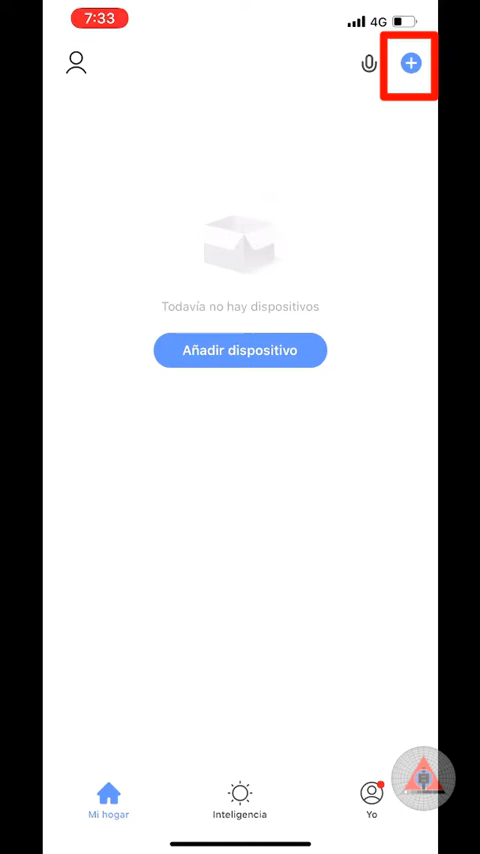 7:33
4G
Todavía no hay dispositivos
Añadir dispositivo
Mi hogar
Inteligencia
Yo